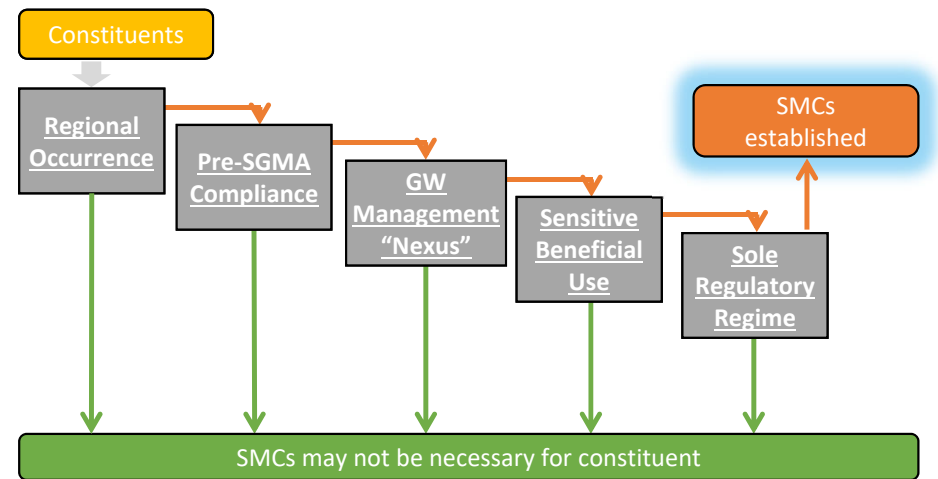 Constituents
Regional
Occurrence
Pre-SGMA
Compliance
GW
Management
“Nexus”
Sensitive
Beneficial
Use
Sole
Regulatory
Regime
SMCs
established
SMCs may not be necessary for constituent